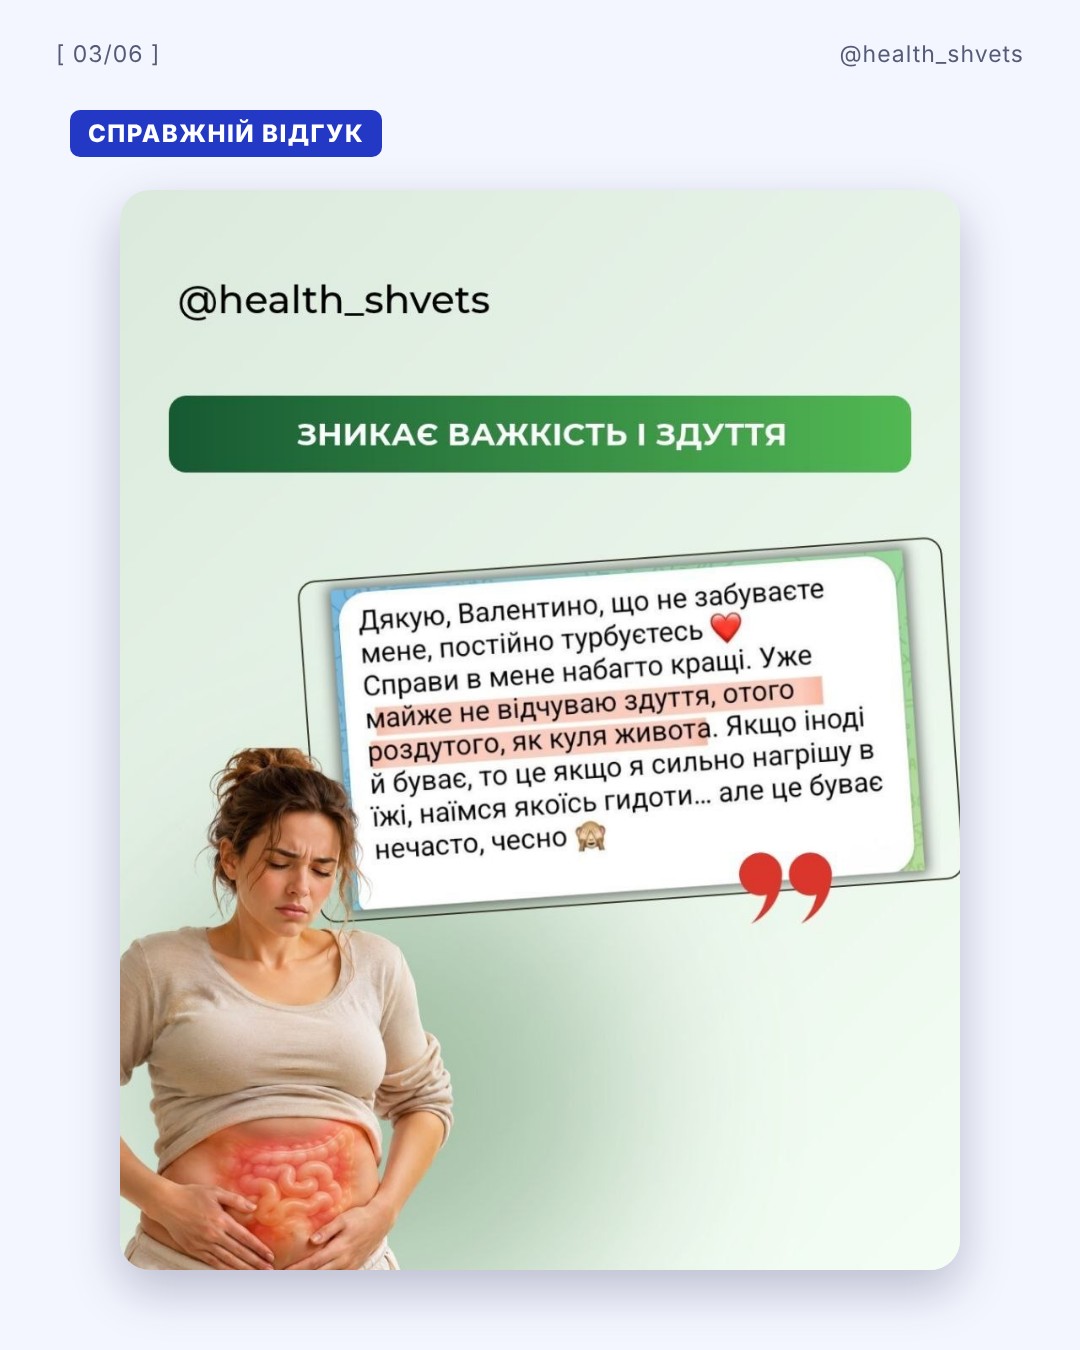 [ 03/06 ]
@health_shvets
СПРАВЖНІЙ ВІДГУК
@health_shvets
ЗНИКАЄ ВАЖКІСТЬ І ЗДУТТЯ
Дякую, Валентино, що не забуваєте
мене, постійно турбуєтесь ❤️
Справи в мене набагто кращі. Уже
майже не відчуваю здуття, отого
роздутого, як куля живота. Якщо іноді
й буває, то це якщо я сильно нагрішу в
їжі, наїмся якоїсь гидоти... але це буває
нечасто, чесно 🙈